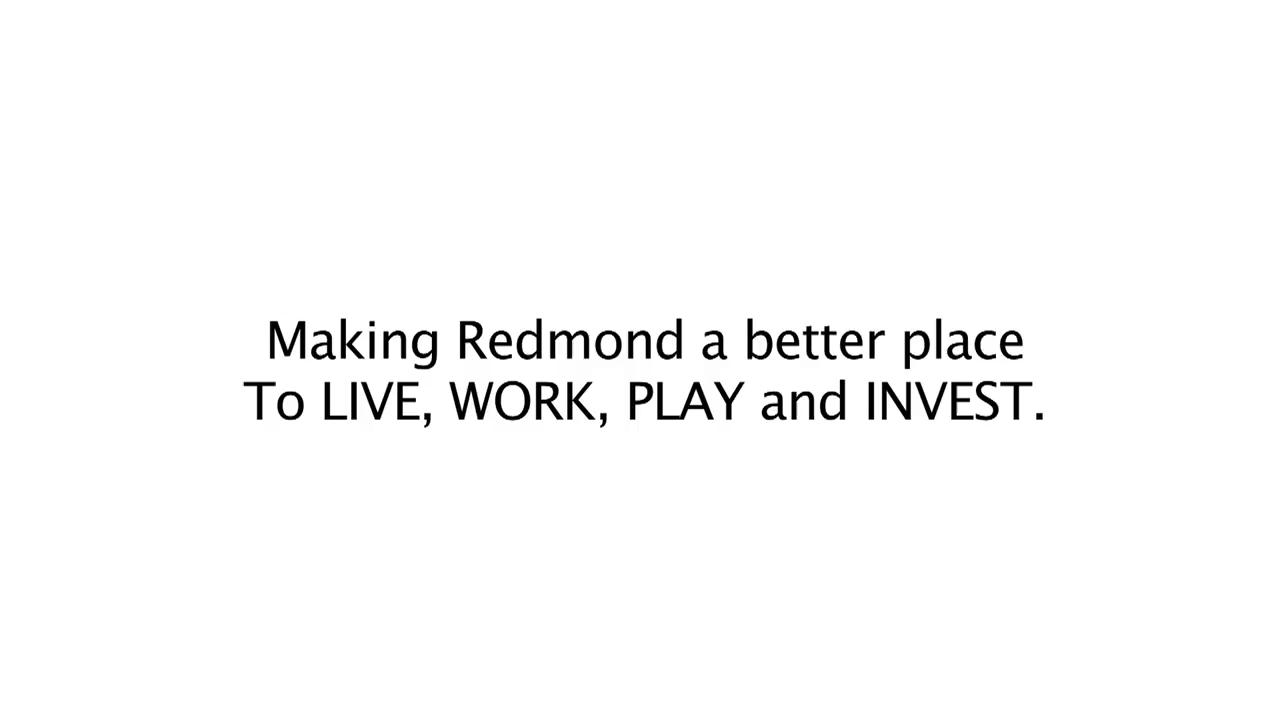 Making Redmond a better place
To LIVE, WORK, PLAY and INVEST.